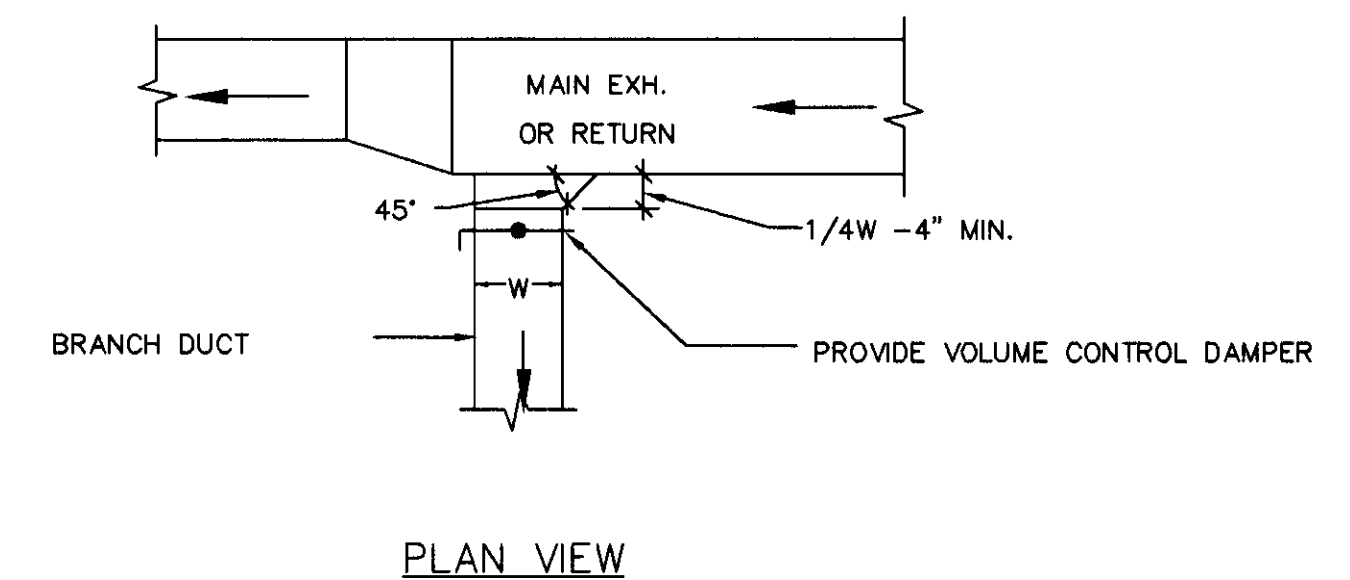 MAIN EXH.
OR RETURN
45°
1/4W -4" MIN.
W
BRANCH DUCT
PROVIDE VOLUME CONTROL DAMPER
PLAN VIEW